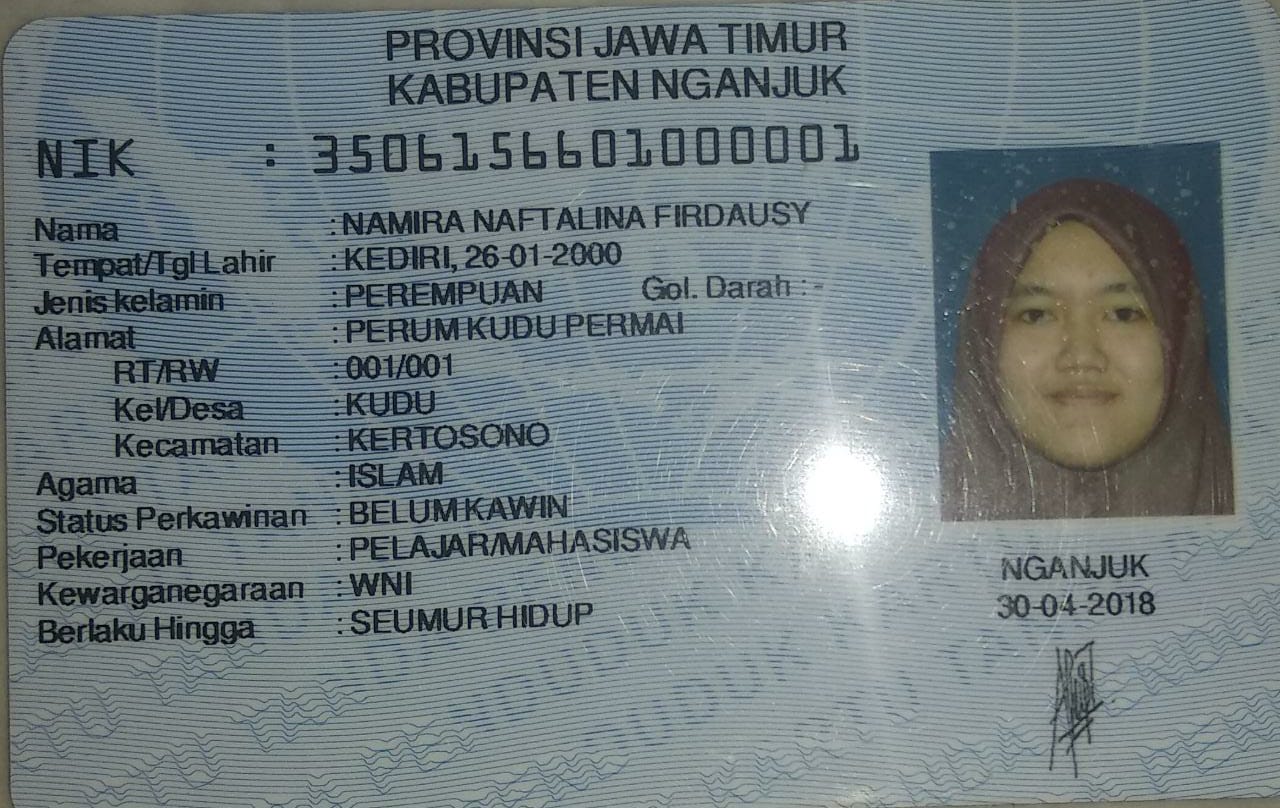 PROVINSI JAWA TIMUR
KABUPATEN NGANJUK
NIK : 3506156601000001
Nama : NAMIRA NAFTALINA FIRDAUSY
Tempat/Tgl Lahir : KEDIRI, 26-01-2000
Jenis kelamin : PEREMPUAN Gol. Darah : -
Alamat : PERUM KUDU PERMAI
RT/RW : 001/001
Kel/Desa : KUDU
Kecamatan : KERTOSONO
Agama : ISLAM
Status Perkawinan : BELUM KAWIN
Pekerjaan : PELAJAR/MAHASISWA
Kewarganegaraan : WNI
Berlaku Hingga : SEUMUR HIDUP
NGANJUK
30-04-2018